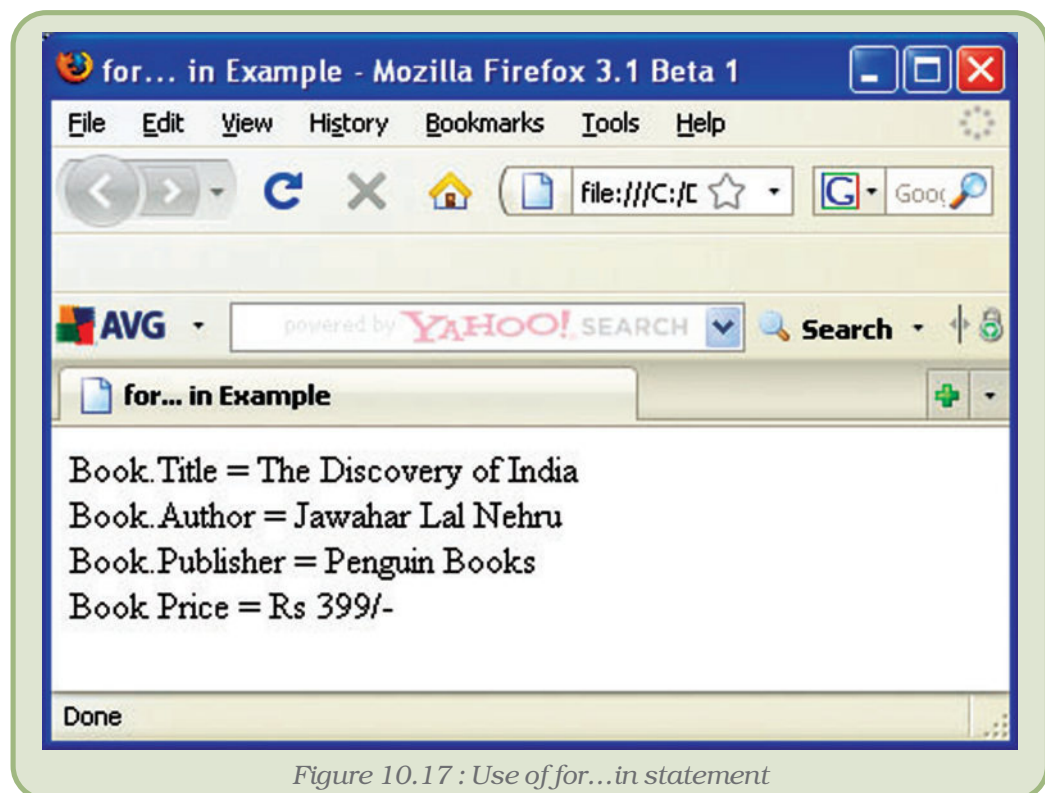 for... in Example - Mozilla Firefox 3.1 Beta 1
File Edit View History Bookmarks Tools Help
file:///C:/D G Goog
AVG powered by YAHOO! SEARCH Search
for... in Example
Book.Title = The Discovery of India
Book.Author = Jawahar Lal Nehru
Book.Publisher = Penguin Books
Book Price = Rs 399/-
Done
Figure 10.17 : Use of for...in statement